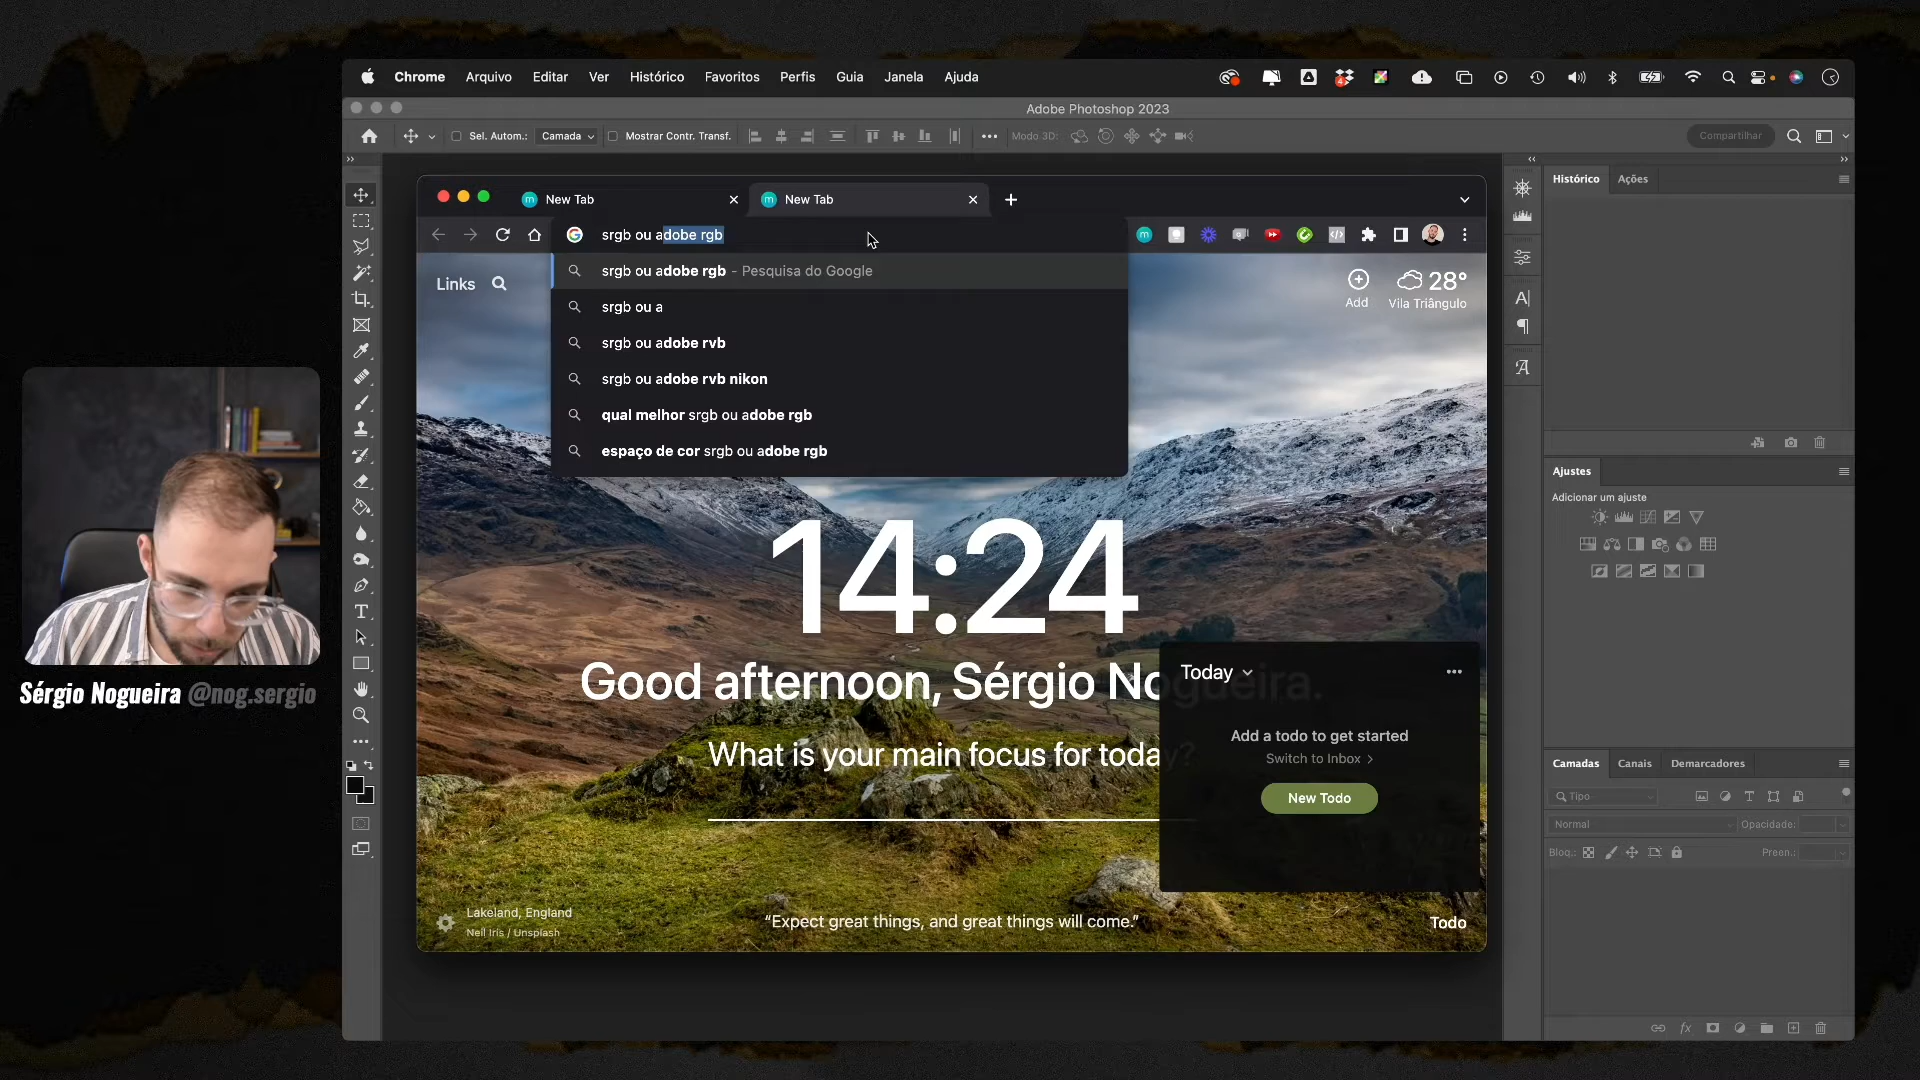 Chrome Arquivo Editar Ver Histórico Favoritos Perfis Guia Janela Ajuda
4
Adobe Photoshop 2023
Sel. Autom.: Camada Mostrar Contr. Transf. Modo 3D: Compartilhar
New Tab
New Tab
srgb ou adobe rgb
srgb ou adobe rgb - Pesquisa do Google
srgb ou a
srgb ou adobe rvb
srgb ou adobe rvb nikon
qual melhor srgb ou adobe rgb
espaço de cor srgb ou adobe rgb
Links
Add
28°
Vila Triângulo
14:24
Good afternoon, Sérgio Nogueira.
What is your main focus for today?
Today
Add a todo to get started
Switch to Inbox >
New Todo
Lakeland, England
Neil Iris / Unsplash
“Expect great things, and great things will come.”
Todo
Histórico Ações
Ajustes
Adicionar um ajuste
Camadas Canais Demarcadores
Tipo
Normal Opacidade:
Bloq.: Preen.:
fx
Sérgio Nogueira @nog.sergio